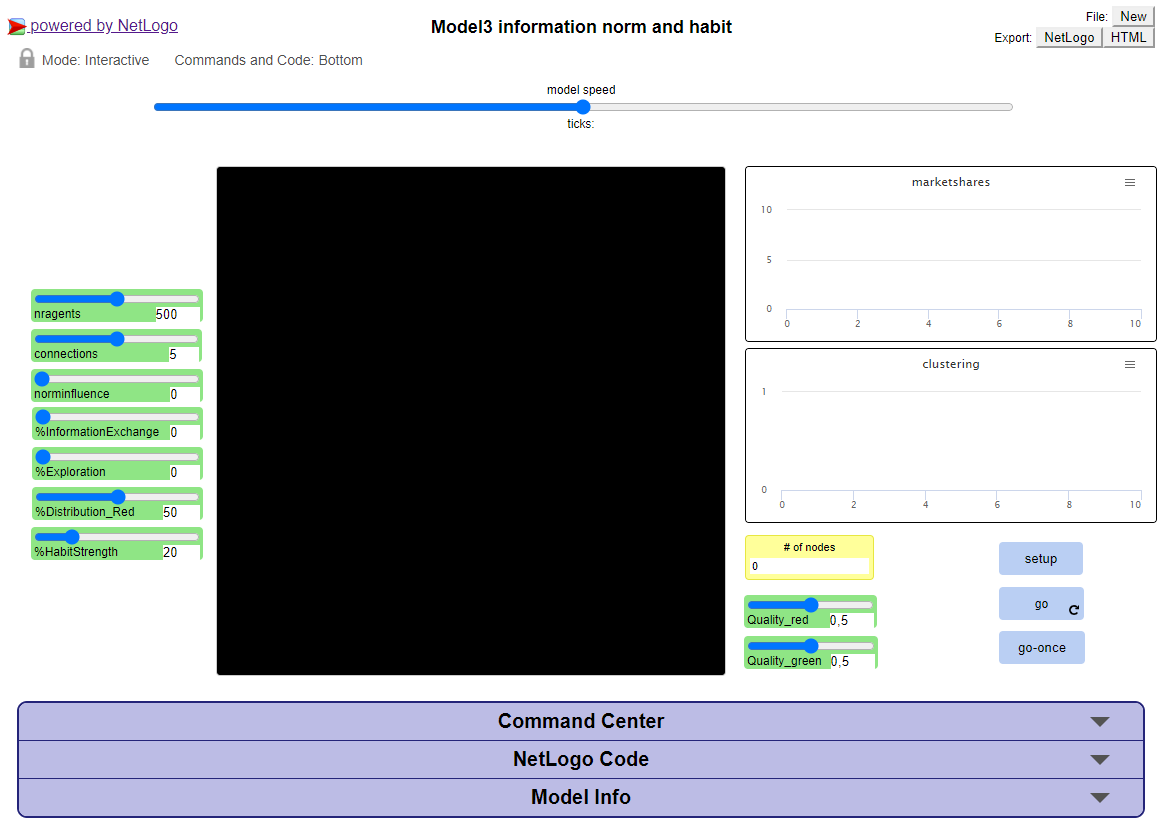 powered by NetLogo
Model3 information norm and habit
File: New
Export: NetLogo HTML
Mode: Interactive
Commands and Code: Bottom
model speed
ticks:
nragents 500
connections 5
norminfluence 0
%InformationExchange 0
%Exploration 0
%Distribution_Red 50
%HabitStrength 20
marketshares
10
5
0
0 2 4 6 8 10
clustering
1
0
0 2 4 6 8 10
# of nodes
0
Quality_red 0,5
Quality_green 0,5
setup
go
go-once
Command Center
NetLogo Code
Model Info